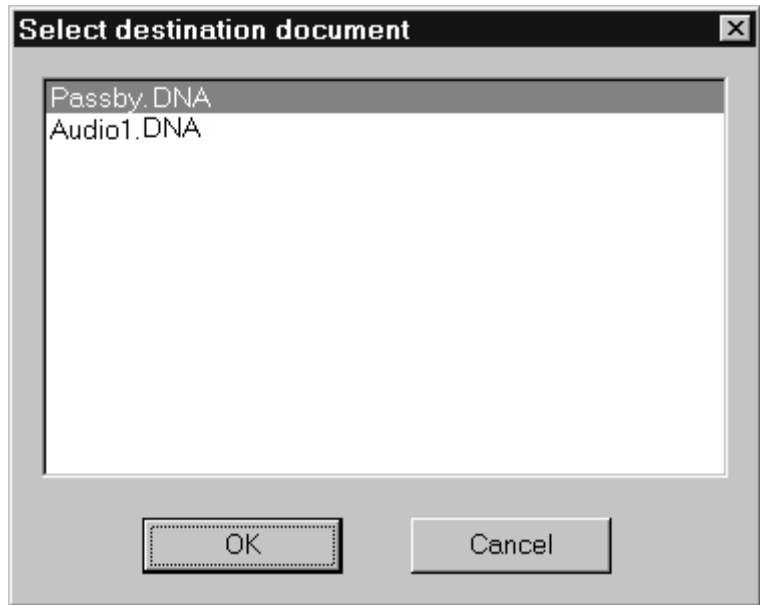 Select destination document
Passby.DNA
Audio1.DNA
OK
Cancel